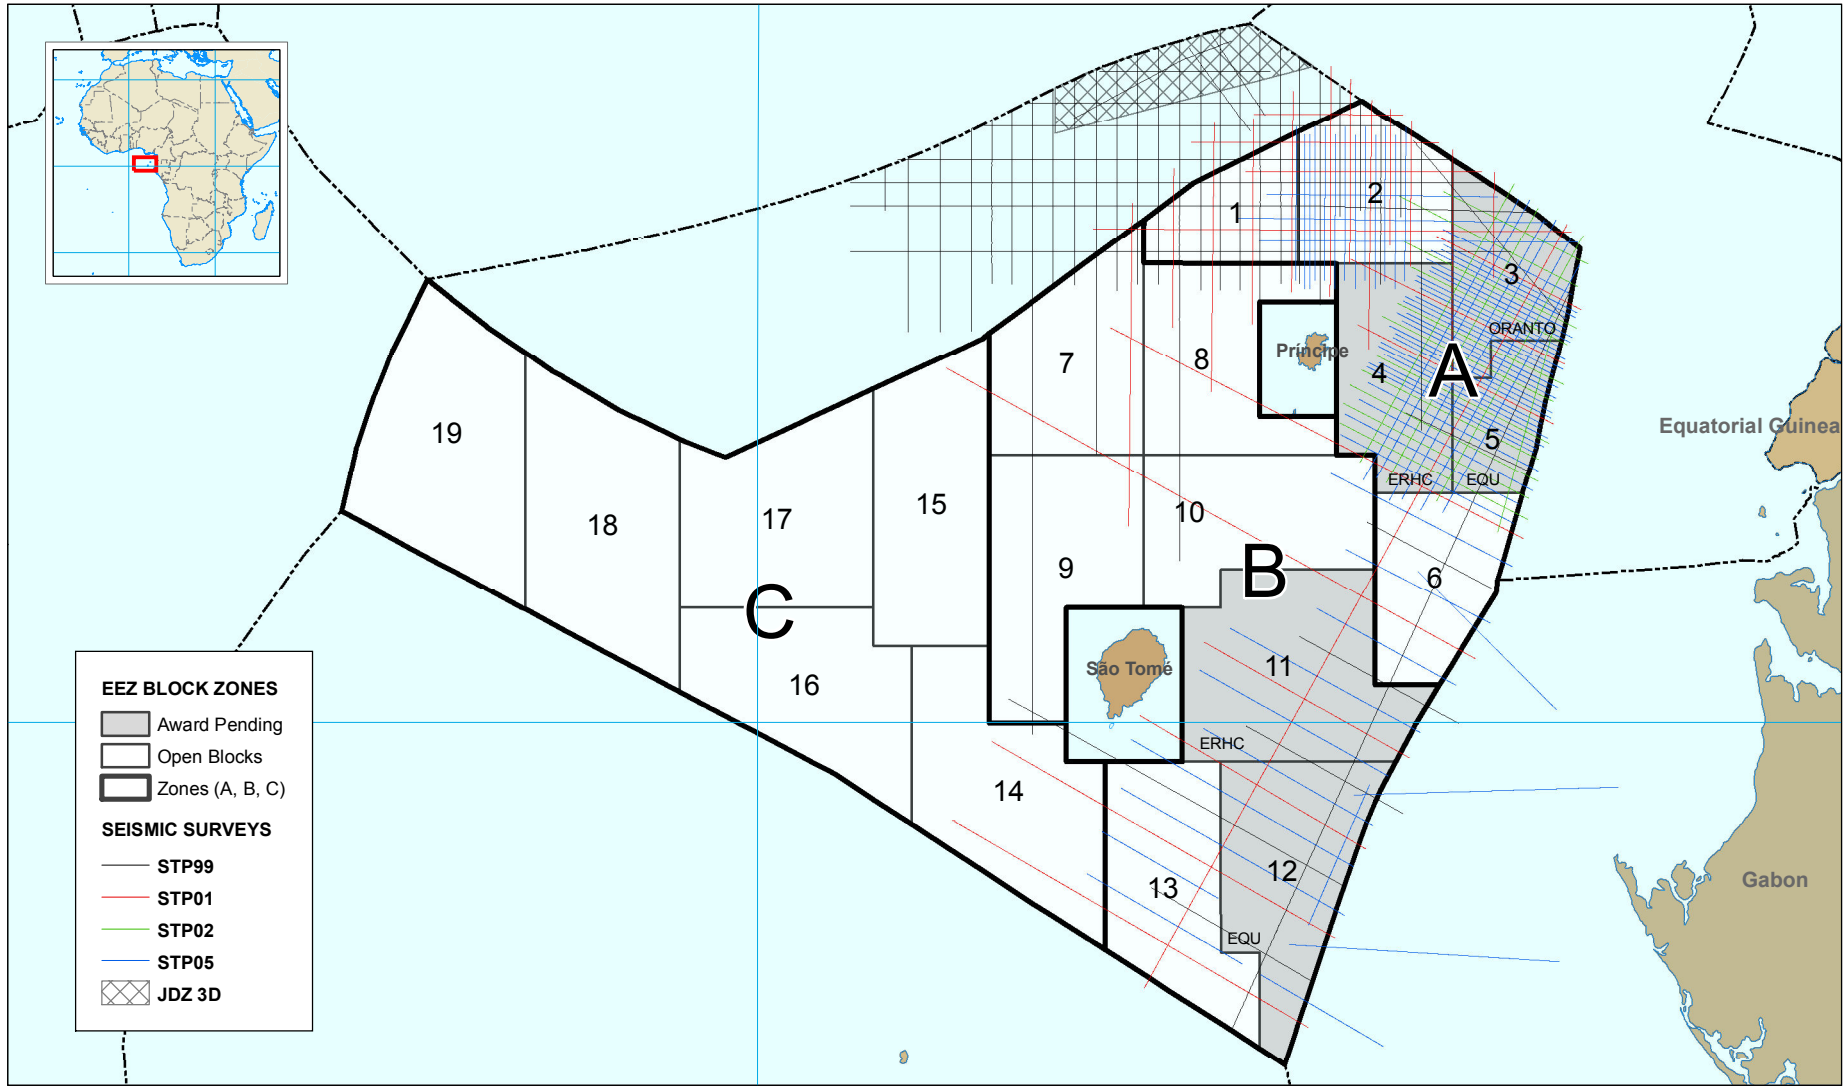 1
2
3
ORANTO
Príncipe
7
8
4
A
Equatorial Guinea
19
5
ERHC
EQU
15
10
17
18
9
B
6
C
São Tomé
11
16
ERHC
14
12
13
Gabon
EQU
EEZ BLOCK ZONES
Award Pending
Open Blocks
Zones (A, B, C)
SEISMIC SURVEYS
STP99
STP01
STP02
STP05
JDZ 3D